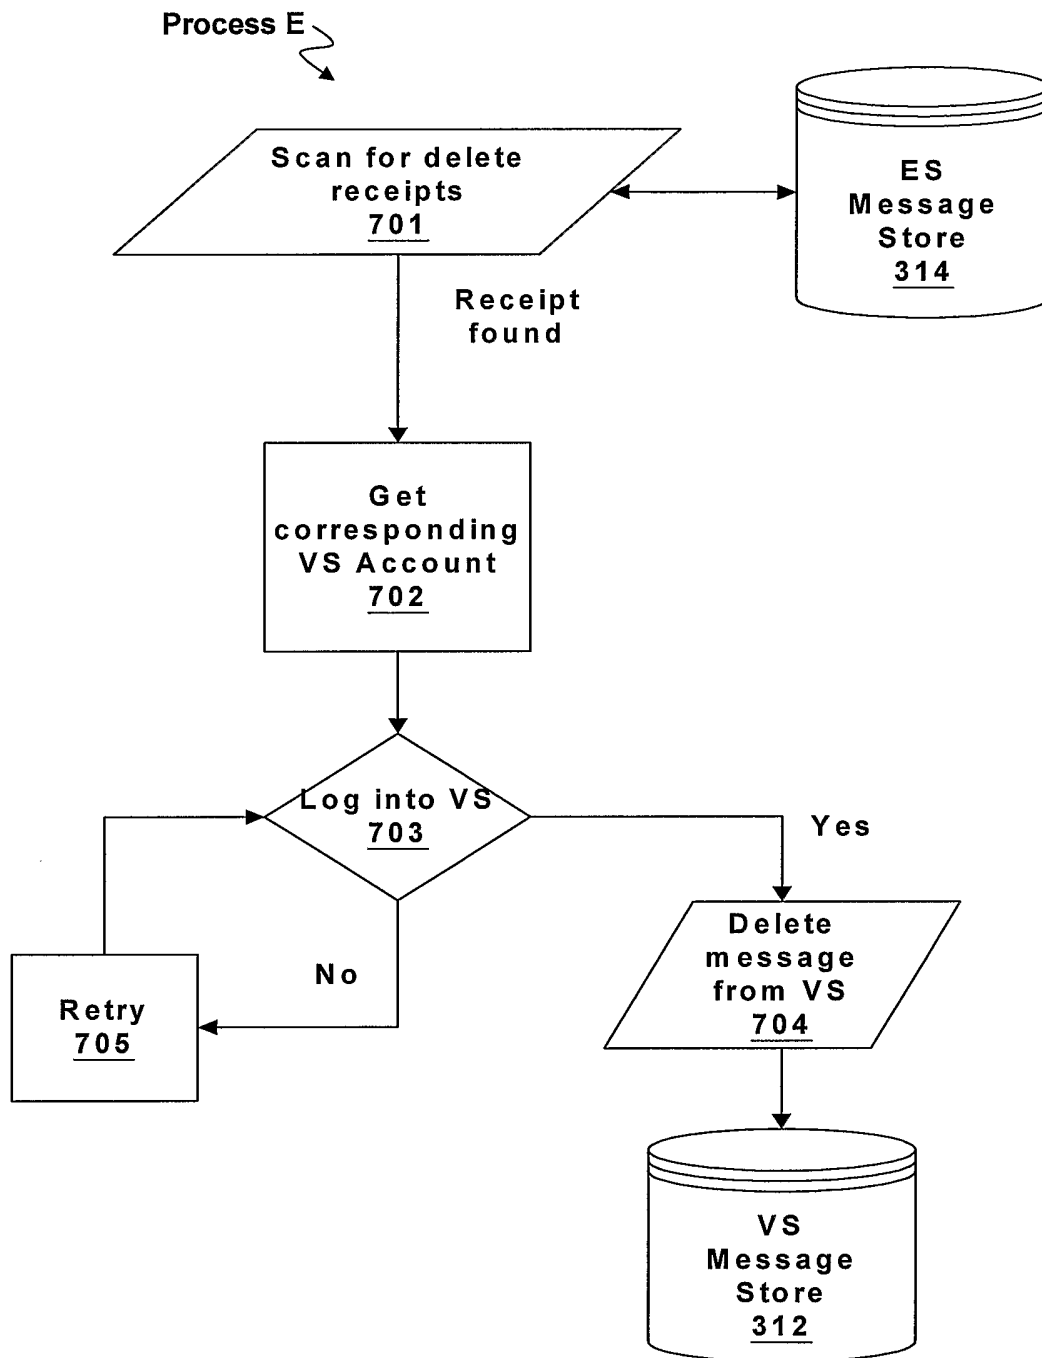 Process E
Scan for delete
receipts
701
ES
Message
Store
314
Receipt
found
Get
corresponding
VS Account
702
Log into VS
703
Yes
No
Retry
705
Delete
message
from VS
704
VS
Message
Store
312